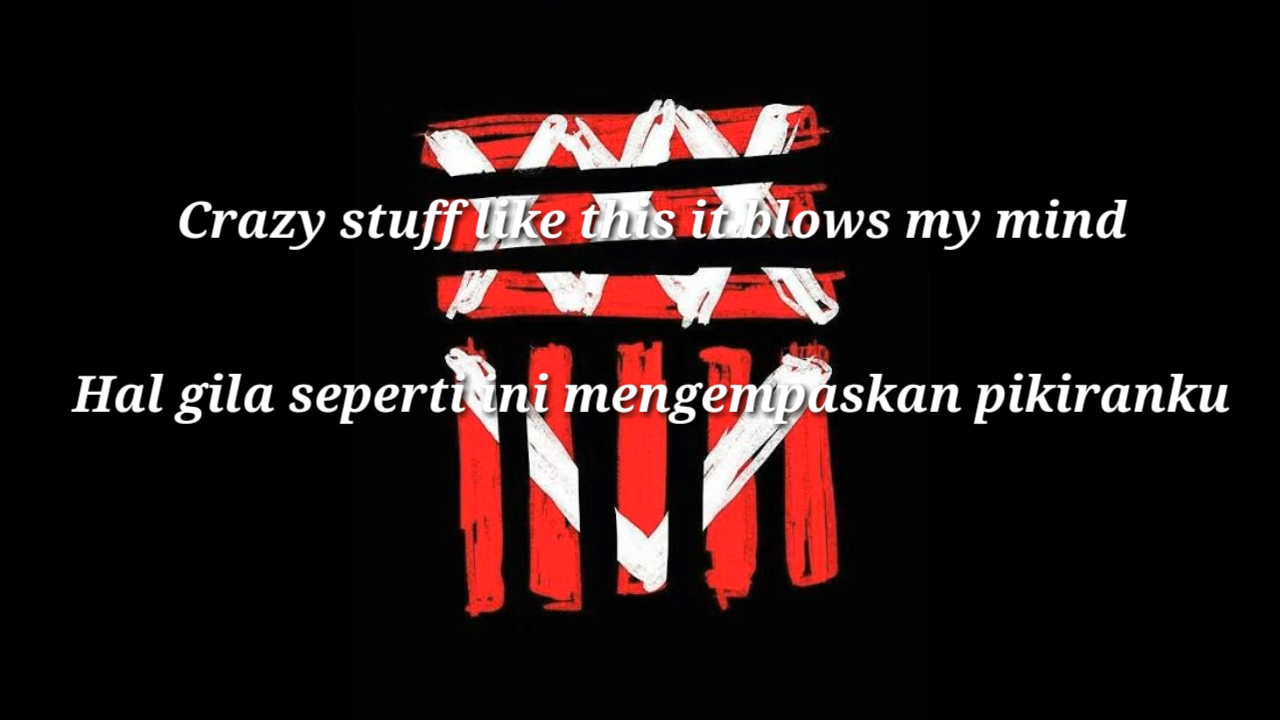 Crazy stuff like this it blows my mind
Hal gila seperti ini mengempaskan pikiranku